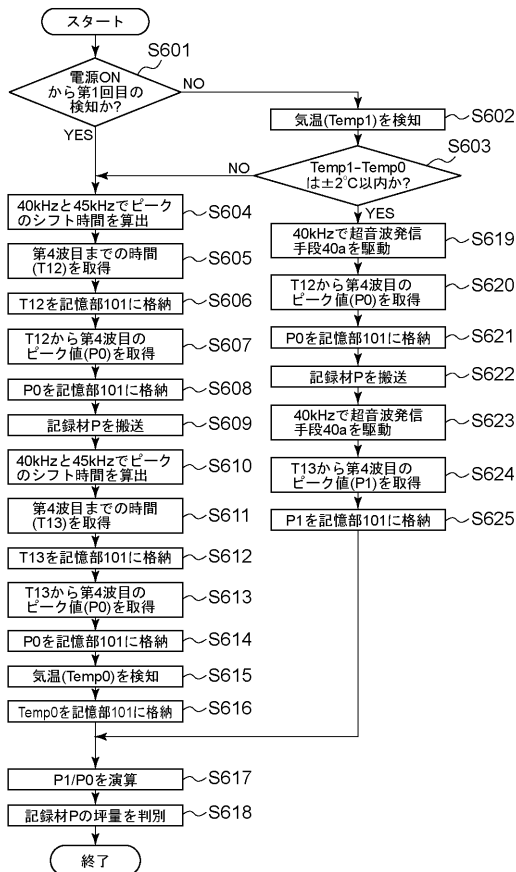 スタート
S601
電源ON
から第1回目の
検知か?
NO
YES
気温(Temp1)を検知
S602
S603
Temp1-Temp0
は±2℃以内か?
NO
YES
40kHzと45kHzでピーク
のシフト時間を算出
S604
第4波目までの時間
(T12)を取得
S605
T12を記憶部101に格納
S606
T12から第4波目の
ピーク値(P0)を取得
S607
P0を記憶部101に格納
S608
記録材Pを搬送
S609
40kHzと45kHzでピーク
のシフト時間を算出
S610
第4波目までの時間
(T13)を取得
S611
T13を記憶部101に格納
S612
T13から第4波目の
ピーク値(P0)を取得
S613
P0を記憶部101に格納
S614
気温(Temp0)を検知
S615
Temp0を記憶部101に格納
S616
40kHzで超音波発信
手段40aを駆動
S619
T12から第4波目の
ピーク値(P0)を取得
S620
P0を記憶部101に格納
S621
記録材Pを搬送
S622
40kHzで超音波発信
手段40aを駆動
S623
T13から第4波目の
ピーク値(P1)を取得
S624
P1を記憶部101に格納
S625
P1/P0を演算
S617
記録材Pの坪量を判別
S618
終了